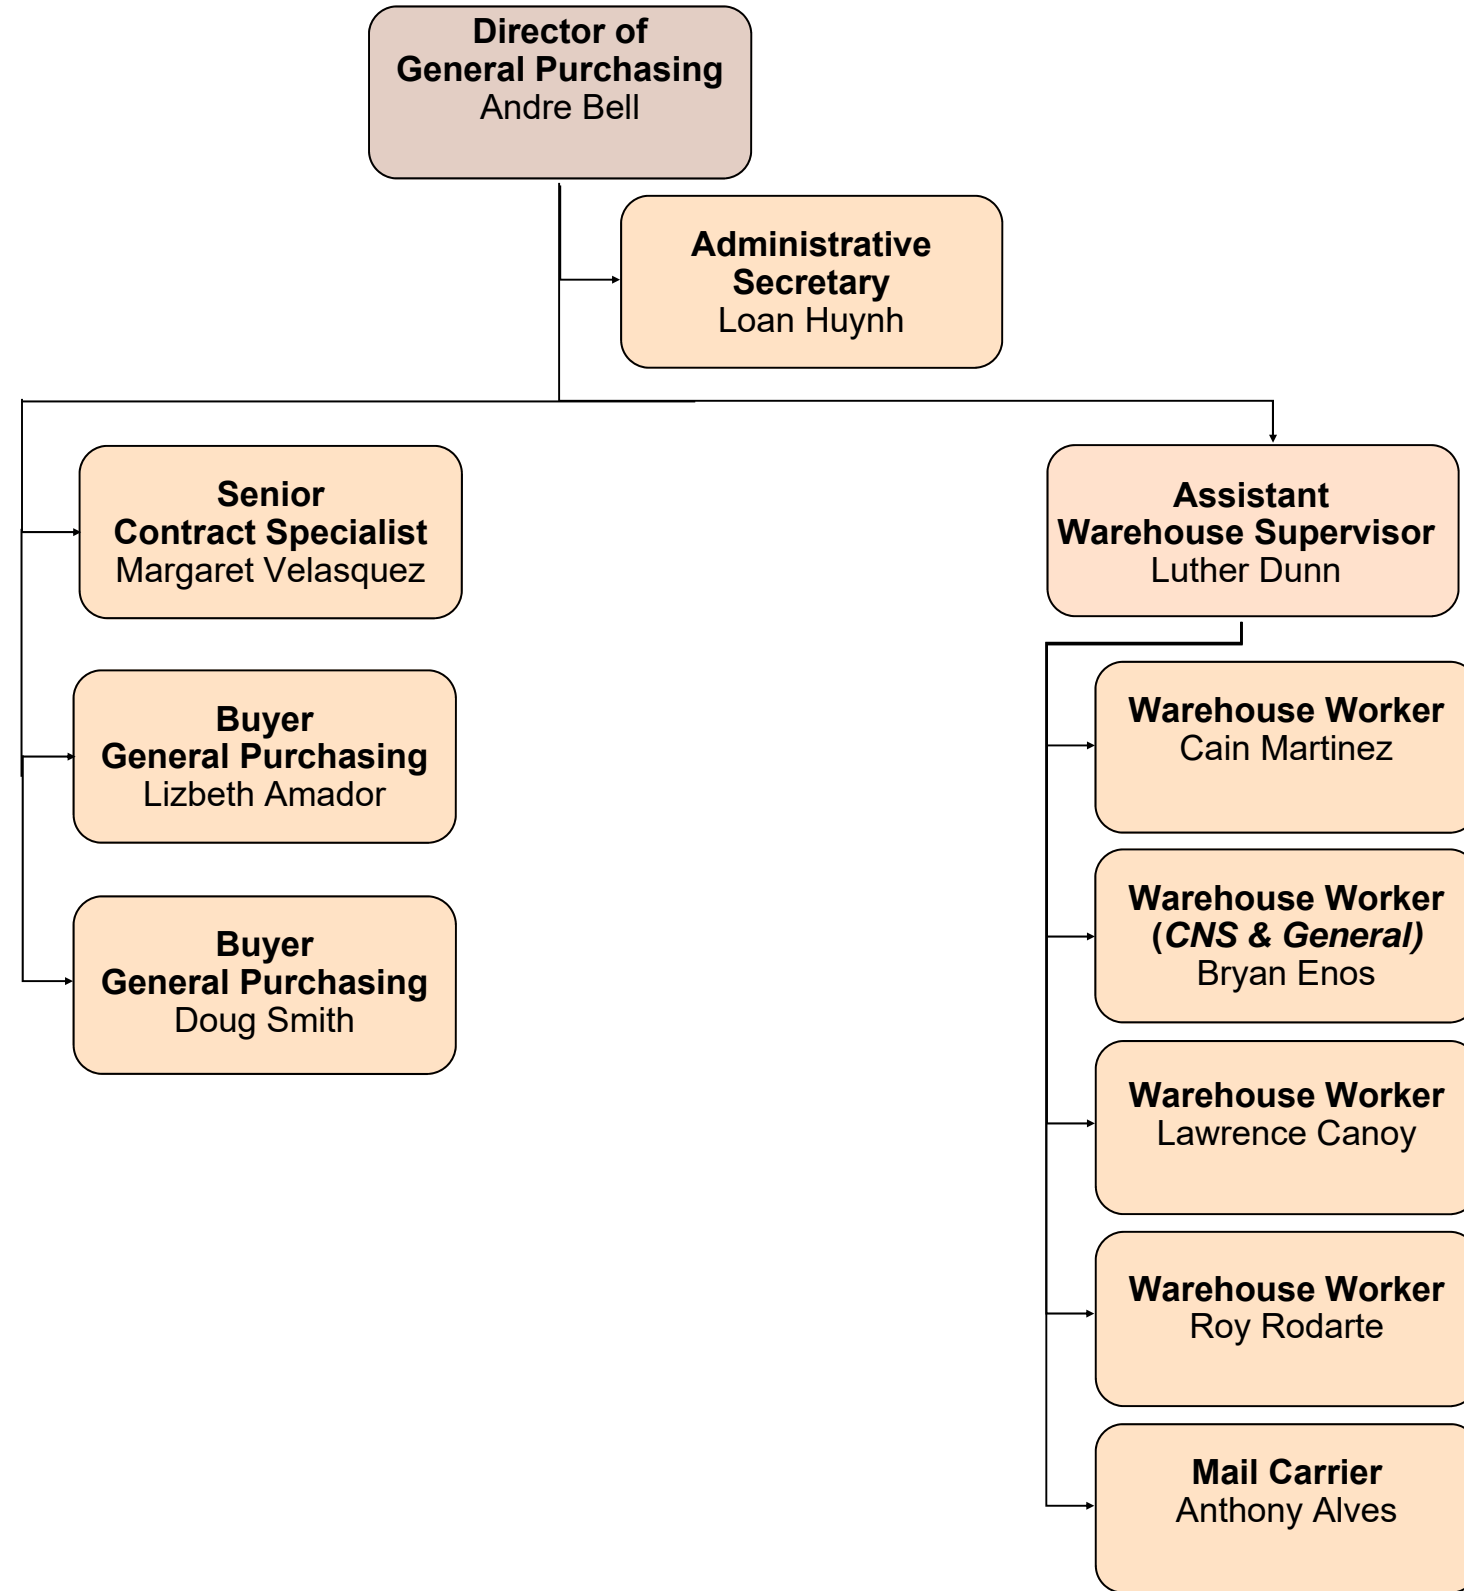 Director of
General Purchasing
Andre Bell
Administrative
Secretary
Loan Huynh
Senior
Contract Specialist
Margaret Velasquez
Buyer
General Purchasing
Lizbeth Amador
Buyer
General Purchasing
Doug Smith
Assistant
Warehouse Supervisor
Luther Dunn
Warehouse Worker
Cain Martinez
Warehouse Worker
(CNS & General)
Bryan Enos
Warehouse Worker
Lawrence Canoy
Warehouse Worker
Roy Rodarte
Mail Carrier
Anthony Alves